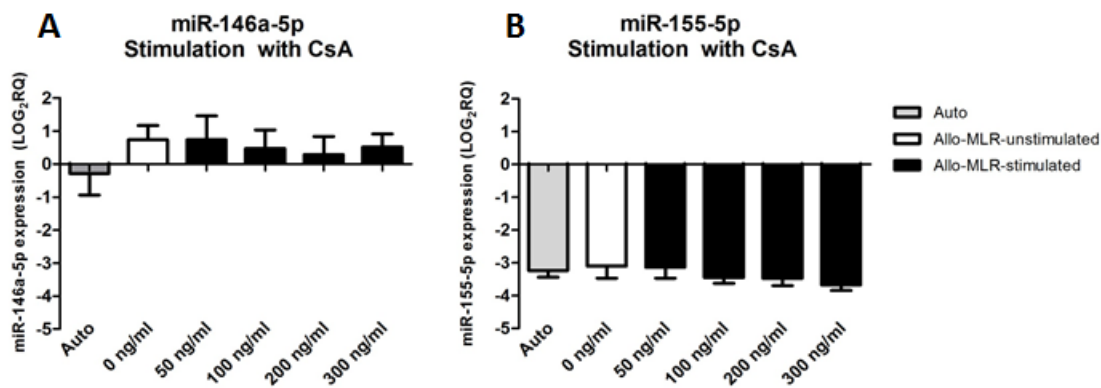 A
miR-146a-5p
Stimulation with CsA
miR-146a-5p expression (LOG₂RQ)
2
1
0
-1
-2
-3
-4
-5
Auto
0 ng/ml
50 ng/ml
100 ng/ml
200 ng/ml
300 ng/ml
B
miR-155-5p
Stimulation with CsA
miR-155-5p expression (LOG₂RQ)
2
1
0
-1
-2
-3
-4
-5
Auto
0 ng/ml
50 ng/ml
100 ng/ml
200 ng/ml
300 ng/ml
Auto
Allo-MLR-unstimulated
Allo-MLR-stimulated